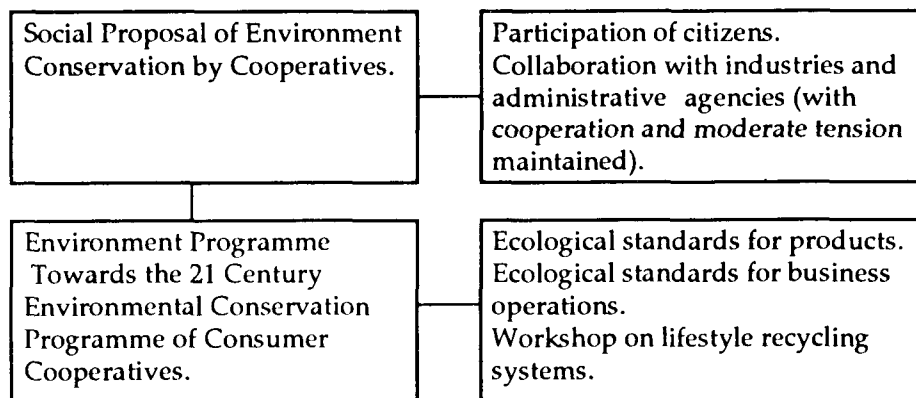 Social Proposal of Environment
Conservation by Cooperatives.
Participation of citizens.
Collaboration with industries and
administrative agencies (with
cooperation and moderate tension
maintained).
Environment Programme
Towards the 21 Century
Environmental Conservation
Programme of Consumer
Cooperatives.
Ecological standards for products.
Ecological standards for business
operations.
Workshop on lifestyle recycling
systems.